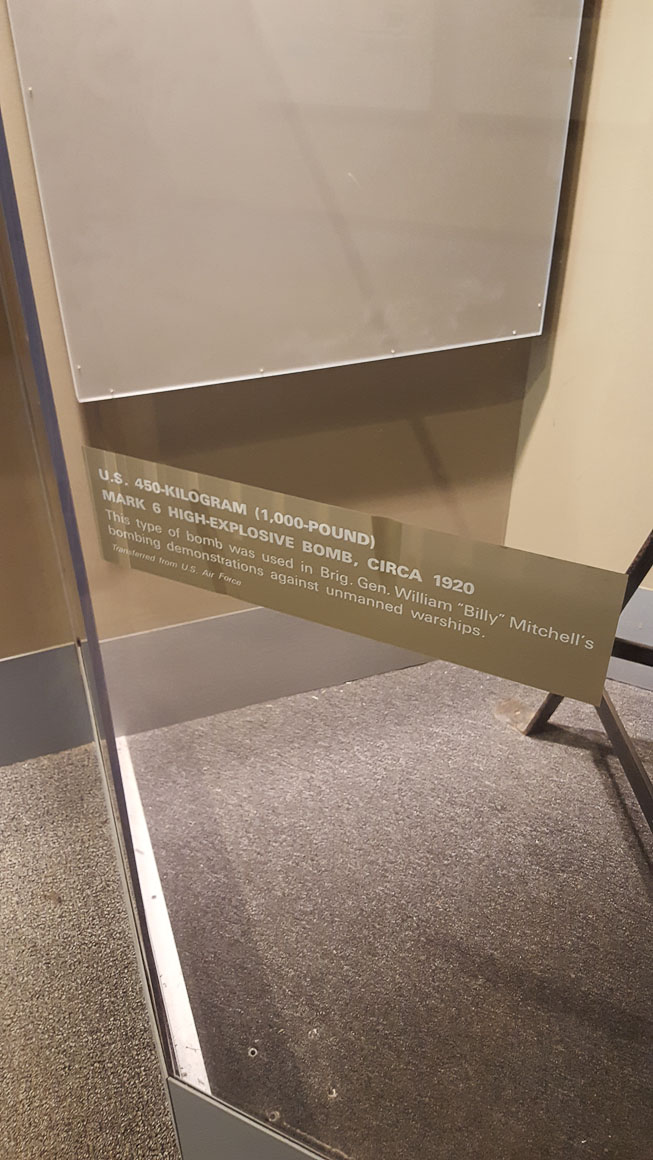 U.S. 450-KILOGRAM (1,000-POUND)
MARK 6 HIGH-EXPLOSIVE BOMB, CIRCA 1920
This type of bomb was used in Brig. Gen. William "Billy" Mitchell's
bombing demonstrations against unmanned warships.
Transferred from U.S. Air Force